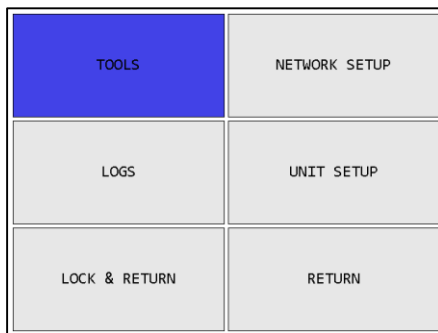 TOOLS
NETWORK SETUP
LOGS
UNIT SETUP
LOCK & RETURN
RETURN